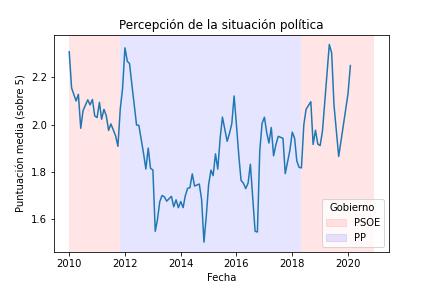 Percepción de la situación política
Puntuación media (sobre 5)
2.2
2.0
1.8
1.6
2010 2012 2014 2016 2018 2020
Fecha
Gobierno
PSOE
PP